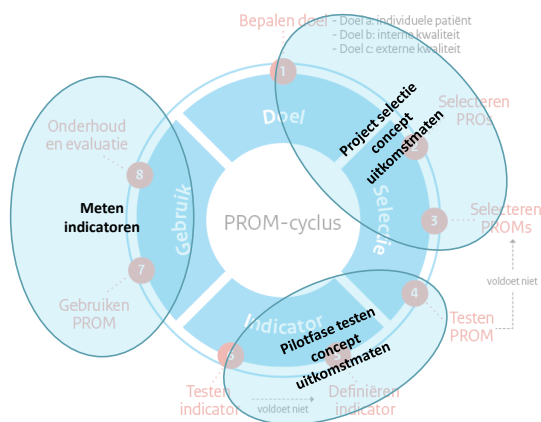 Bepalen doel
- Doel a: individuele patiënt
- Doel b: interne kwaliteit
- Doel c: externe kwaliteit
1
Doel
Project selectie
concept
uitkomstmaten
Selecteren
PROs
2
Selectie
3
Selecteren
PROMs
voldoet niet
4
Testen
PROM
Indicator
Pilotfase testen
concept
uitkomstmaten
5
Definiëren
indicator
voldoet niet
6
Testen
indicator
7
Gebruiken
PROM
Gebruik
Meten
indicatoren
8
Onderhoud
en evaluatie
PROM-cyclus